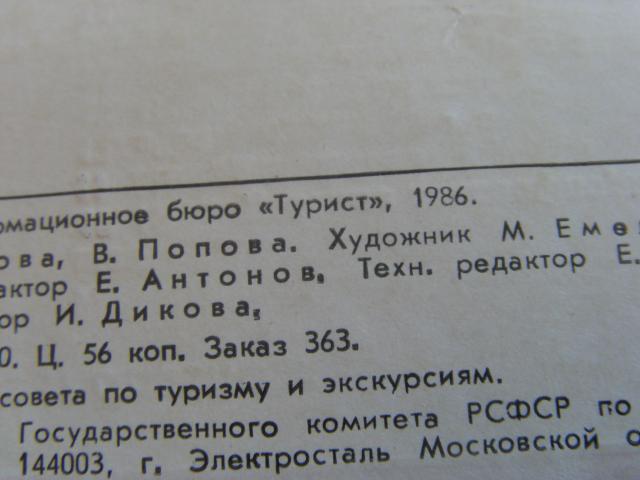 рмационное бюро «Турист», 1986.
ова, В. Попова. Художник М. Еме
актор Е. Антонов. Техн. редактор Е.
ор И. Дикова,
0. Ц. 56 коп. Заказ 363.
совета по туризму и экскурсиям.
Государственного комитета РСФСР по
144003, г. Электросталь Московской о